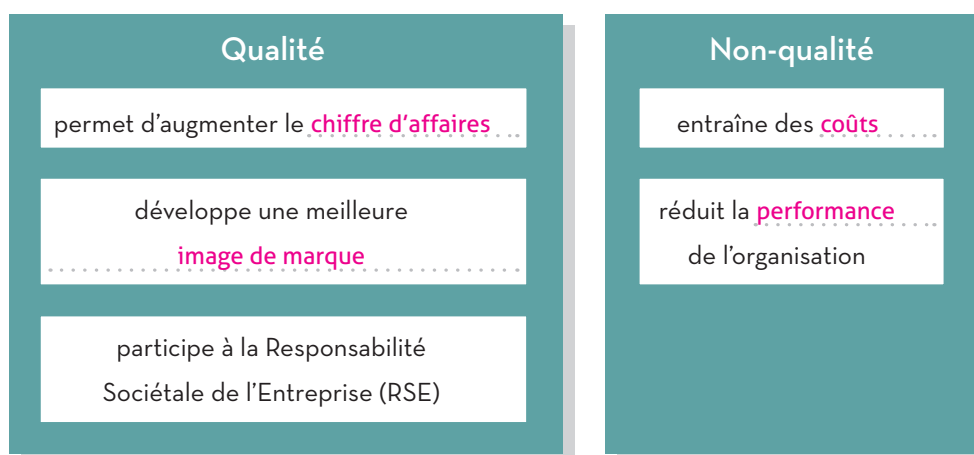 Qualité
permet d'augmenter le chiffre d'affaires
développe une meilleure
image de marque
participe à la Responsabilité
Sociétale de l'Entreprise (RSE)
Non-qualité
entraîne des coûts
réduit la performance
de l'organisation